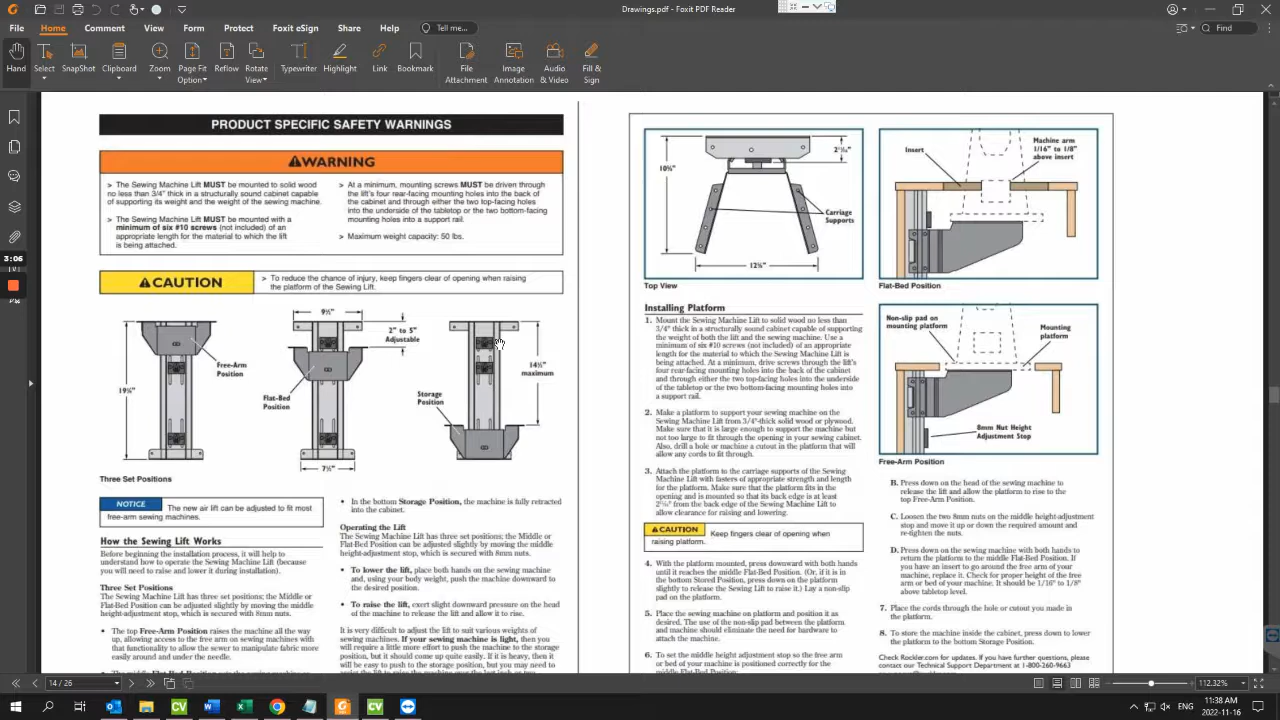 Drawings.pdf - Foxit PDF Reader
File
Home
Comment
View
Form
Protect
Foxit eSign
Share
Help
Tell me...
Find
Hand
Select
SnapShot
Clipboard
Zoom
Page Fit Option
Reflow
Rotate View
Typewriter
Highlight
Link
Bookmark
File Attachment
Image Annotation
Audio & Video
Fill & Sign
3:06
PRODUCT SPECIFIC SAFETY WARNINGS
WARNING
> The Sewing Machine Lift MUST be mounted to solid wood
no less than 3/4" thick in a structurally sound cabinet capable
of supporting its weight and the weight of the sewing machine.
> The Sewing Machine Lift MUST be mounted with a
minimum of six #10 screws (not included) of an
appropriate length for the material to which the lift
is being attached.
> At a minimum, mounting screws MUST be driven through
the lift's four rear-facing mounting holes into the back of
the cabinet and through either the two top-facing holes
into the underside of the tabletop or the two bottom-facing
mounting holes into a support rail.
> Maximum weight capacity: 50 lbs.
CAUTION
> To reduce the chance of injury, keep fingers clear of opening when raising
the platform of the Sewing Lift.
Free-Arm
Position
Flat-Bed
Position
2" to 5"
Adjustable
Storage
Position
maximum
Three Set Positions
NOTICE
The new air lift can be adjusted to fit most
free-arm sewing machines.
How the Sewing Lift Works
Before beginning the installation process, it will help to
understand how to operate the Sewing Machine Lift (because
you will need to raise and lower it during installation).
Three Set Positions
The Sewing Machine Lift has three set positions; the Middle or
Flat-Bed Position can be adjusted slightly by moving the middle
height-adjustment stop, which is secured with 8mm nuts.
• The top Free-Arm Position raises the machine all the way
up, allowing access to the free arm on sewing machines with
that functionality to allow the sewer to manipulate fabric more
easily around and under the needle.
• In the bottom Storage Position, the machine is fully retracted
into the cabinet.
Operating the Lift
The Sewing Machine Lift has three set positions; the Middle or
Flat-Bed Position can be adjusted slightly by moving the middle
height-adjustment stop, which is secured with 8mm nuts.
• To lower the lift, place both hands on the sewing machine
and, using your body weight, push the machine downward to
the desired position.
• To raise the lift, exert slight downward pressure on the head
of the machine to release the lift and allow it to rise.
It is very difficult to adjust the lift to suit various weights of
sewing machines. If your sewing machine is light, then you
will require a little more effort to push the machine to the storage
position, but it should come up quite easily. If it is heavy, then it
will be easy to push to the storage position, but you may need to
Carriage
Supports
Top View
Insert
Machine arm
1/16" to 1/8"
above insert
Flat-Bed Position
Installing Platform
1. Mount the Sewing Machine Lift to solid wood no less than
3/4" thick in a structurally sound cabinet capable of supporting
the weight of both the lift and the sewing machine. Use a
minimum of six #10 screws (not included) of an appropriate
length for the material to which the Sewing Machine Lift is
being attached. At a minimum, drive screws through the lift's
four rear-facing mounting holes into the back of the cabinet
and through either the two top-facing holes into the underside
of the tabletop or the two bottom-facing mounting holes into
a support rail.
2. Make a platform to support your sewing machine on the
Sewing Machine Lift from 3/4"-thick solid wood or plywood.
Make sure that it is large enough to support the machine but
not too large to fit through the opening in your sewing cabinet.
Also, drill a hole or machine a cutout in the platform that will
allow any cords to fit through.
3. Attach the platform to the carriage supports of the Sewing
Machine Lift with fasteners of appropriate strength and length
for the platform. Make sure that the platform fits in the
opening and is mounted so that its back edge is at least
from the back edge of the Sewing Machine Lift to
allow clearance for raising and lowering.
CAUTION
Keep fingers clear of opening when
raising platform.
4. With the platform mounted, press downward with both hands
until it reaches the middle Flat-Bed Position. (Or, if it is in
the bottom Stored Position, press down on the platform
slightly to release the Sewing Lift to raise it.) Lay a non-slip
pad on the platform.
5. Place the sewing machine on platform and position it as
desired. The use of the non-slip pad between the platform
and machine should eliminate the need for hardware to
attach the machine.
6. To set the middle height adjustment stop so the free arm
or bed of your machine is positioned correctly for the
middle Flat-Bed Position:
Non-slip pad on
mounting platform
Mounting
platform
8mm Nut Height
Adjustment Stop
Free-Arm Position
B. Press down on the head of the sewing machine to
release the lift and allow the platform to rise to the
top Free-Arm Position.
C. Loosen the two 8mm nuts on the middle height-adjustment
stop and move it up or down the required amount and
re-tighten the nuts.
D. Press down on the sewing machine with both hands to
return the platform to the middle Flat-Bed Position. If
you have an insert to go around the free arm of your
machine, replace it. Check for proper height of the free
arm or bed of your machine. It should be 1/16" to 1/8"
above tabletop level.
7. Place the cords through the hole or cutout you made in
the platform.
8. To store the machine inside the cabinet, press down to lower
the platform to the bottom Storage Position.
Check Rockler.com for updates. If you have further questions, please
contact our Technical Support Department at 1-800-260-9663
14 / 26
112.32%
ENG
11:38 AM
2022-11-16